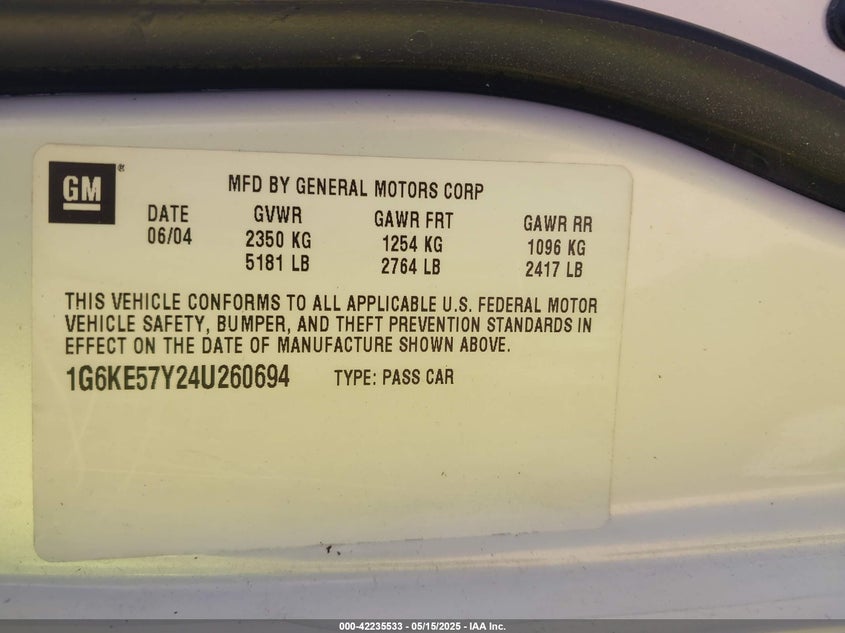 GM®
MFD BY GENERAL MOTORS CORP
DATE GVWR GAWR FRT GAWR RR
06/04 2350 KG 1254 KG 1096 KG
5181 LB 2764 LB 2417 LB
THIS VEHICLE CONFORMS TO ALL APPLICABLE U.S. FEDERAL MOTOR
VEHICLE SAFETY, BUMPER, AND THEFT PREVENTION STANDARDS IN
EFFECT ON THE DATE OF MANUFACTURE SHOWN ABOVE.
1G6KE57Y24U260694 TYPE: PASS CAR
000-42235533 - 05/15/2025 - IAA Inc.